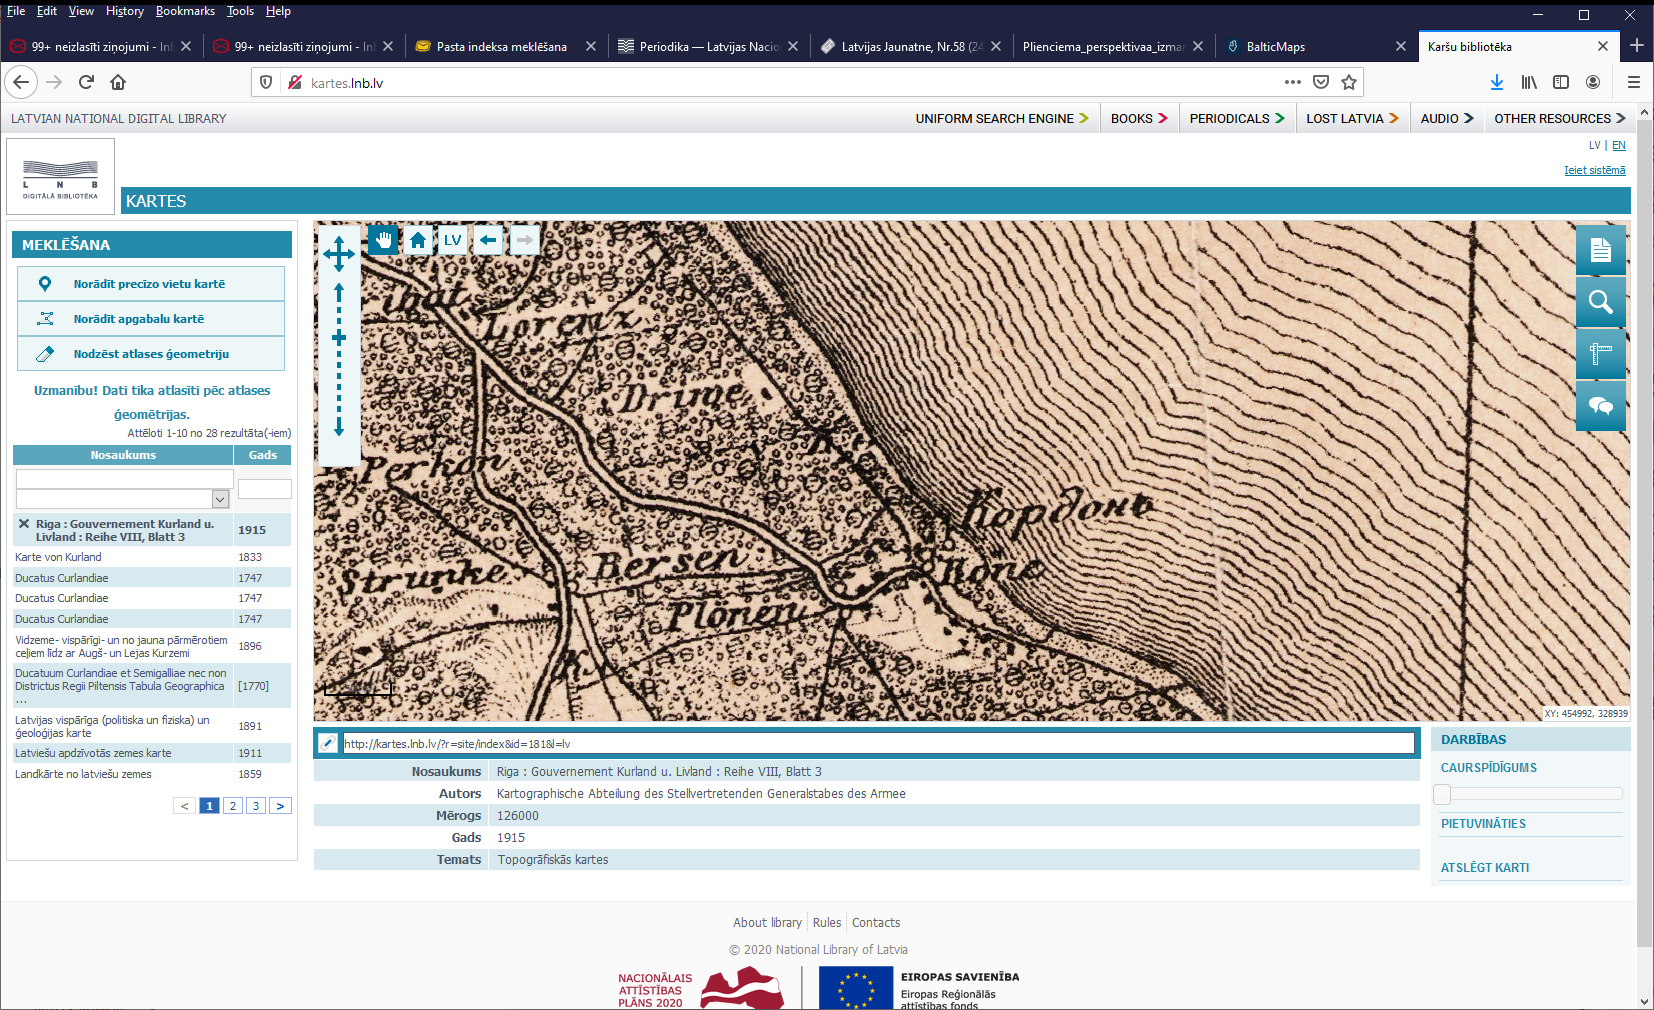 File Edit View History Bookmarks Tools Help
99+ neizlasīti ziņojumi - Inb
99+ neizlasīti ziņojumi - Inb
Pasta indeksa meklēšana
Periodika — Latvijas Nacio
Latvijas Jaunatne, Nr.58 (24
Plienciema_perspektivaa_izmar
BalticMaps
Karšu bibliotēka
kartes.lnb.lv
LATVIAN NATIONAL DIGITAL LIBRARY
UNIFORM SEARCH ENGINE
BOOKS
PERIODICALS
LOST LATVIA
AUDIO
OTHER RESOURCES
LV | EN
Ieiet sistēmā
L N B
DIGITĀLĀ BIBLIOTĒKA
KARTES
MEKLĒŠANA
Norādīt precīzo vietu kartē
Norādīt apgabalu kartē
Nodzēst atlases ģeometriju
Uzmanību! Dati tika atlasīti pēc atlases
ģeomētrijas.
Attēloti 1-10 no 28 rezultāta(-iem)
Nosaukums Gads
Riga : Gouvernement Kurland u.
Livland : Reihe VIII, Blatt 3 1915
Karte von Kurland 1833
Ducatus Curlandiae 1747
Ducatus Curlandiae 1747
Ducatus Curlandiae 1747
Vidzeme- vispārīgi- un no jauna pārmērotiem
ceļiem līdz ar Augš- un Lejas Kurzemi 1896
Ducatuum Curlandiae et Semigalliae nec non
Districtus Regii Piltensis Tabula Geographica
... [1770]
Latvijas vispārīga (politiska un fiziska) un
ģeoloģijas karte 1891
Latviešu apdzīvotās zemes karte 1911
Landkārte no latviešu zemes 1859
< 1 2 3 >
LV
Lorenz
Drime
Perkan
Кордонъ
Bersen
Strunke
Plönen
XY: 454992, 328939
http://kartes.lnb.lv/?r=site/index&id=181&l=lv
Nosaukums Riga : Gouvernement Kurland u. Livland : Reihe VIII, Blatt 3
Autors Kartographische Abteilung des Stellvertretenden Generalstabes des Armee
Mērogs 126000
Gads 1915
Temats Topogrāfiskās kartes
DARBĪBAS
CAURSPĪDĪGUMS
PIETUVINĀTIES
ATSLĒGT KARTI
About library Rules Contacts
© 2020 National Library of Latvia
NACIONĀLAIS
ATTĪSTĪBAS
PLĀNS 2020
EIROPAS SAVIENĪBA
Eiropas Reģionālās
attīstības fonds